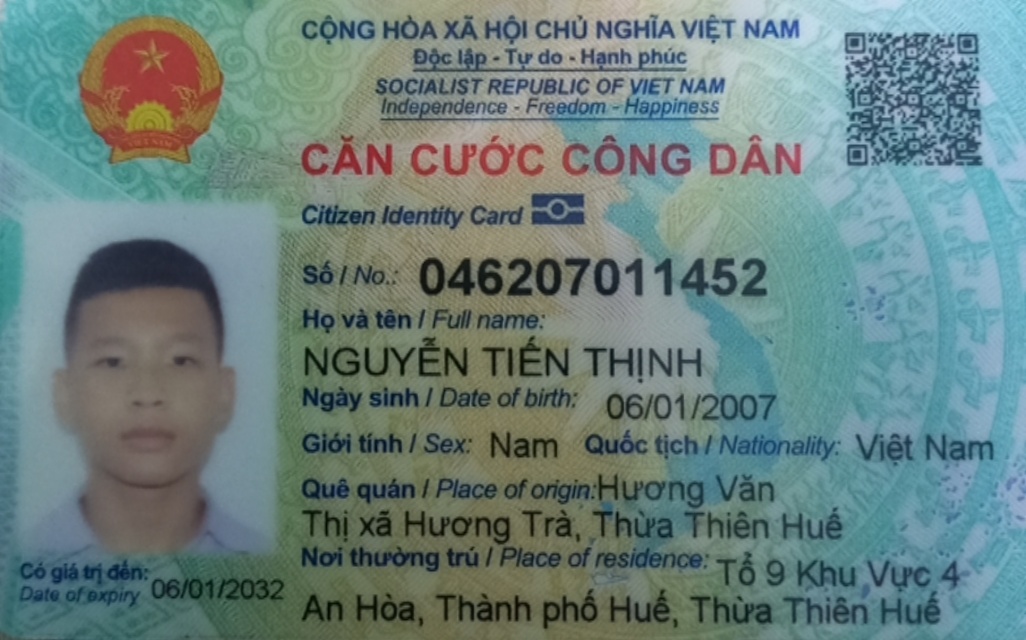 CỘNG HÒA XÃ HỘI CHỦ NGHĨA VIỆT NAM
Độc lập - Tự do - Hạnh phúc
SOCIALIST REPUBLIC OF VIET NAM
Independence - Freedom - Happiness
CĂN CƯỚC CÔNG DÂN
Citizen Identity Card
Số / No.: 046207011452
Họ và tên / Full name:
NGUYỄN TIẾN THỊNH
Ngày sinh / Date of birth: 06/01/2007
Giới tính / Sex: Nam Quốc tịch / Nationality: Việt Nam
Quê quán / Place of origin: Hương Văn
Thị xã Hương Trà, Thừa Thiên Huế
Nơi thường trú / Place of residence: Tổ 9 Khu Vực 4
An Hòa, Thành phố Huế, Thừa Thiên Huế
Có giá trị đến: 06/01/2032
Date of expiry